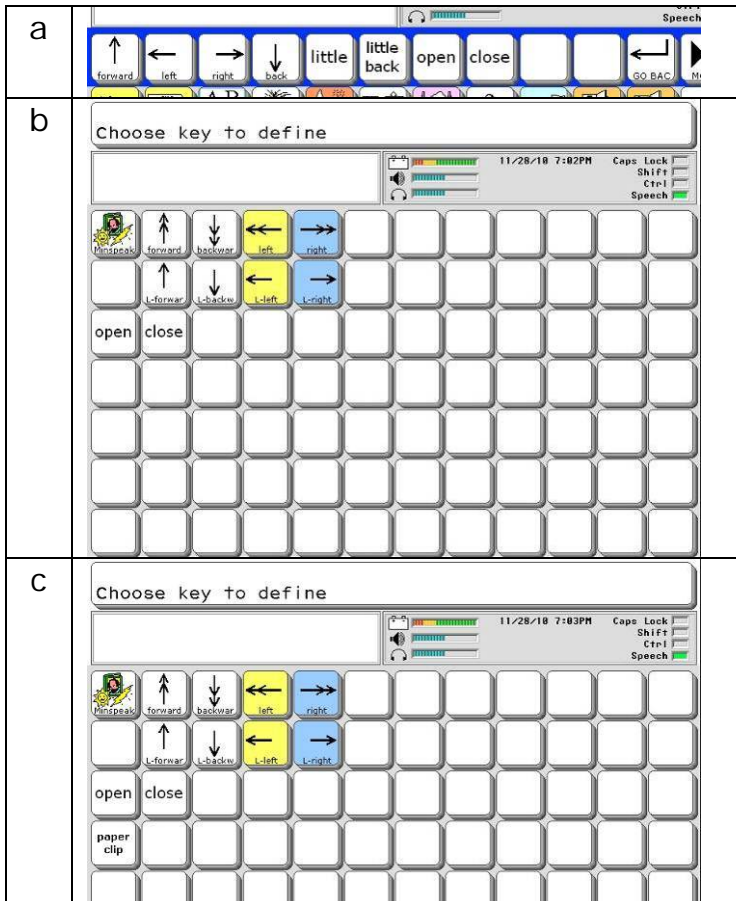 a
Speech
little
little
back
open
close
forward
left
right
back
GO BAC
b
Choose key to define
11/28/10 7:02PM
Caps Lock
Shift
Ctrl
Speech
Minspeak
forward
backwar
left
right
L-forwar
L-backw
L-left
L-right
open
close
c
Choose key to define
11/28/10 7:03PM
Caps Lock
Shift
Ctrl
Speech
Minspeak
forward
backwar
left
right
L-forwar
L-backw
L-left
L-right
open
close
paper
clip